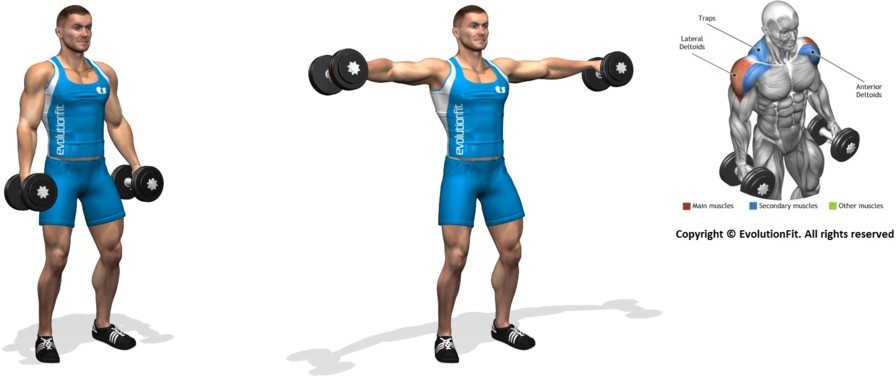 evolutionfit
evolutionfit
Traps
Lateral
Deltoids
Anterior
Deltoids
Main muscles
Secondary muscles
Other muscles
Copyright © EvolutionFit. All rights reserved